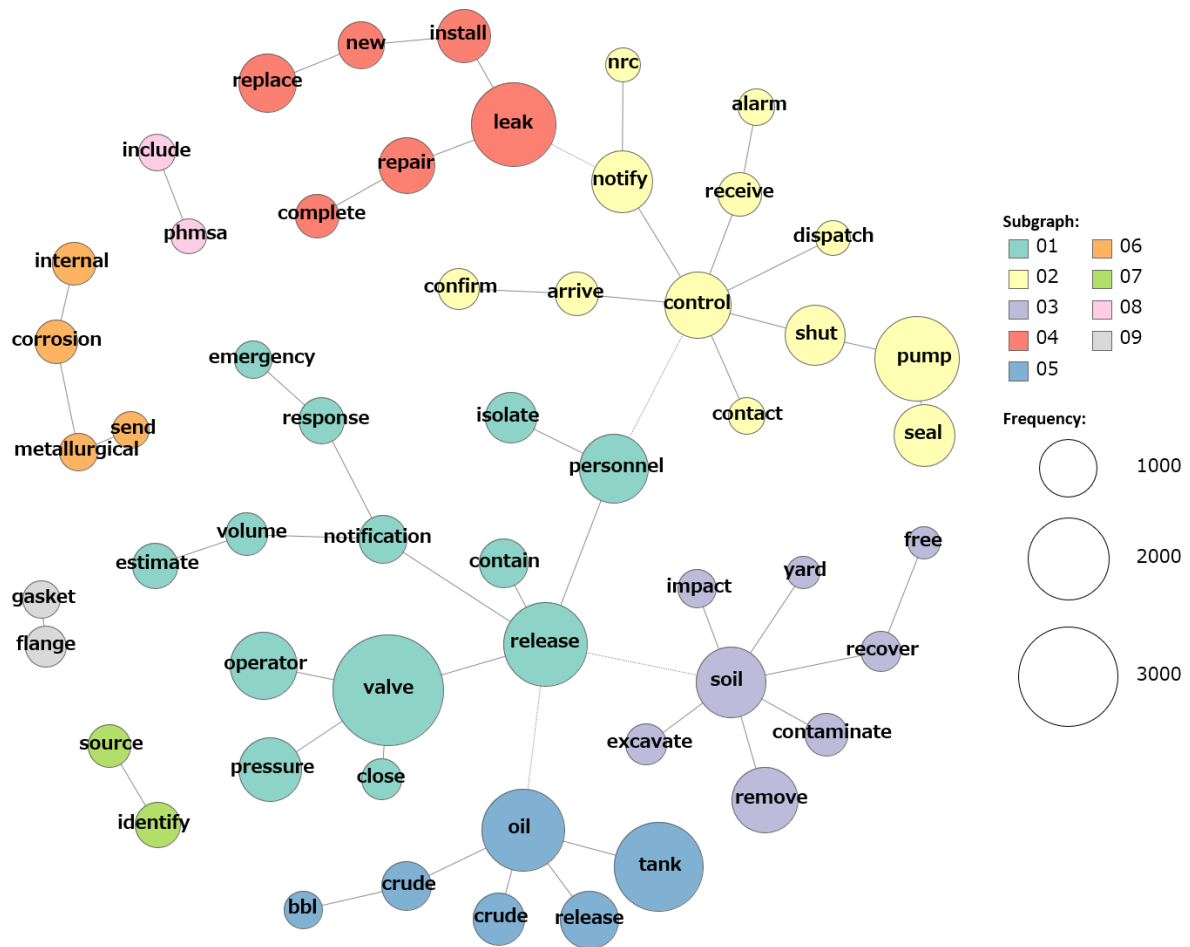 install
new
replace
leak
nrc
alarm
include
repair
notify
receive
complete
phmsa
dispatch
internal
confirm
arrive
control
corrosion
shut
pump
emergency
isolate
response
contact
send
metallurgical
seal
personnel
volume
notification
estimate
contain
free
yard
impact
gasket
flange
release
operator
recover
valve
soil
source
pressure
close
excavate
contaminate
identify
remove
oil
tank
crude
bbl
crude
release
Subgraph:
01 06
02 07
03 08
04 09
05
Frequency:
1000
2000
3000